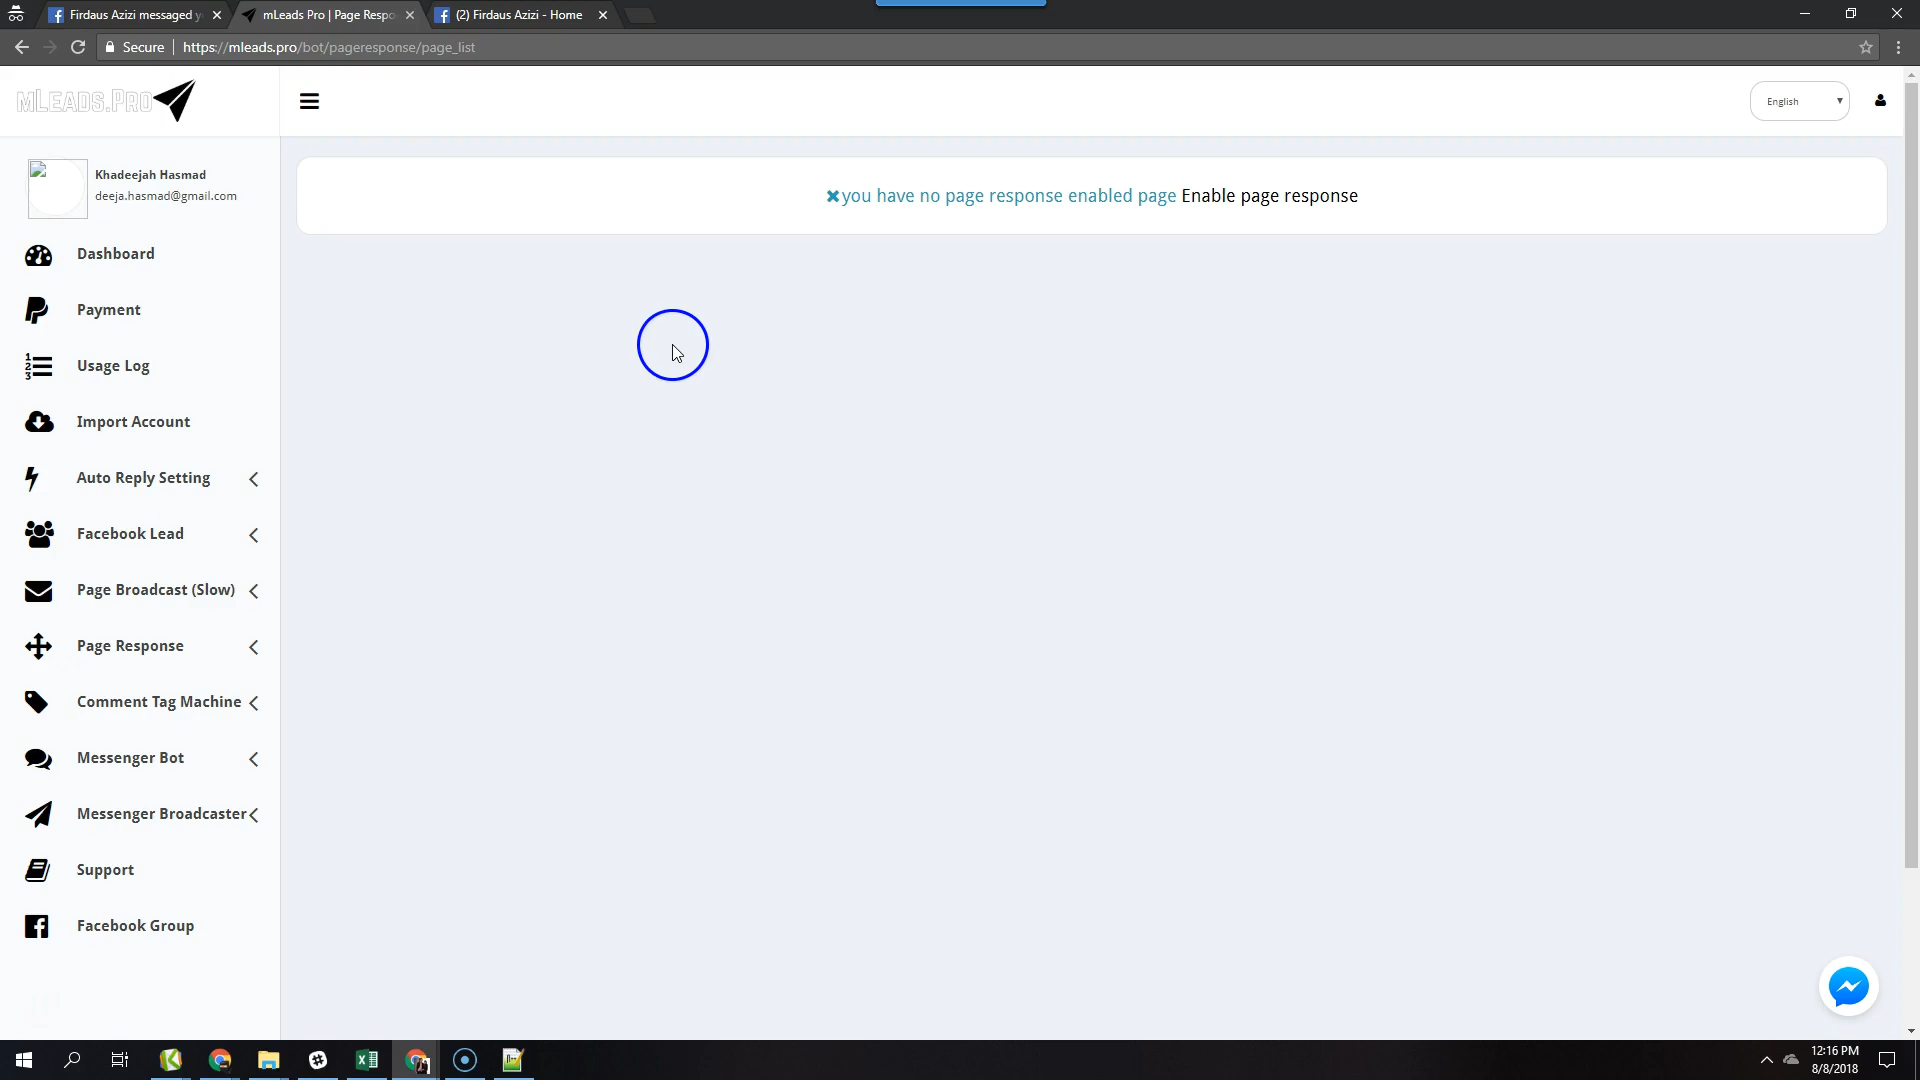 Firdaus Azizi messaged y
mLeads Pro | Page Respo
(2) Firdaus Azizi - Home
Secure
https://mleads.pro/bot/pageresponse/page_list
mLeads.Pro
English
Khadeejah Hasmad
deeja.hasmad@gmail.com
you have no page response enabled page Enable page response
Dashboard
Payment
Usage Log
Import Account
Auto Reply Setting
Facebook Lead
Page Broadcast (Slow)
Page Response
Comment Tag Machine
Messenger Bot
Messenger Broadcaster
Support
Facebook Group
12:16 PM
8/8/2018